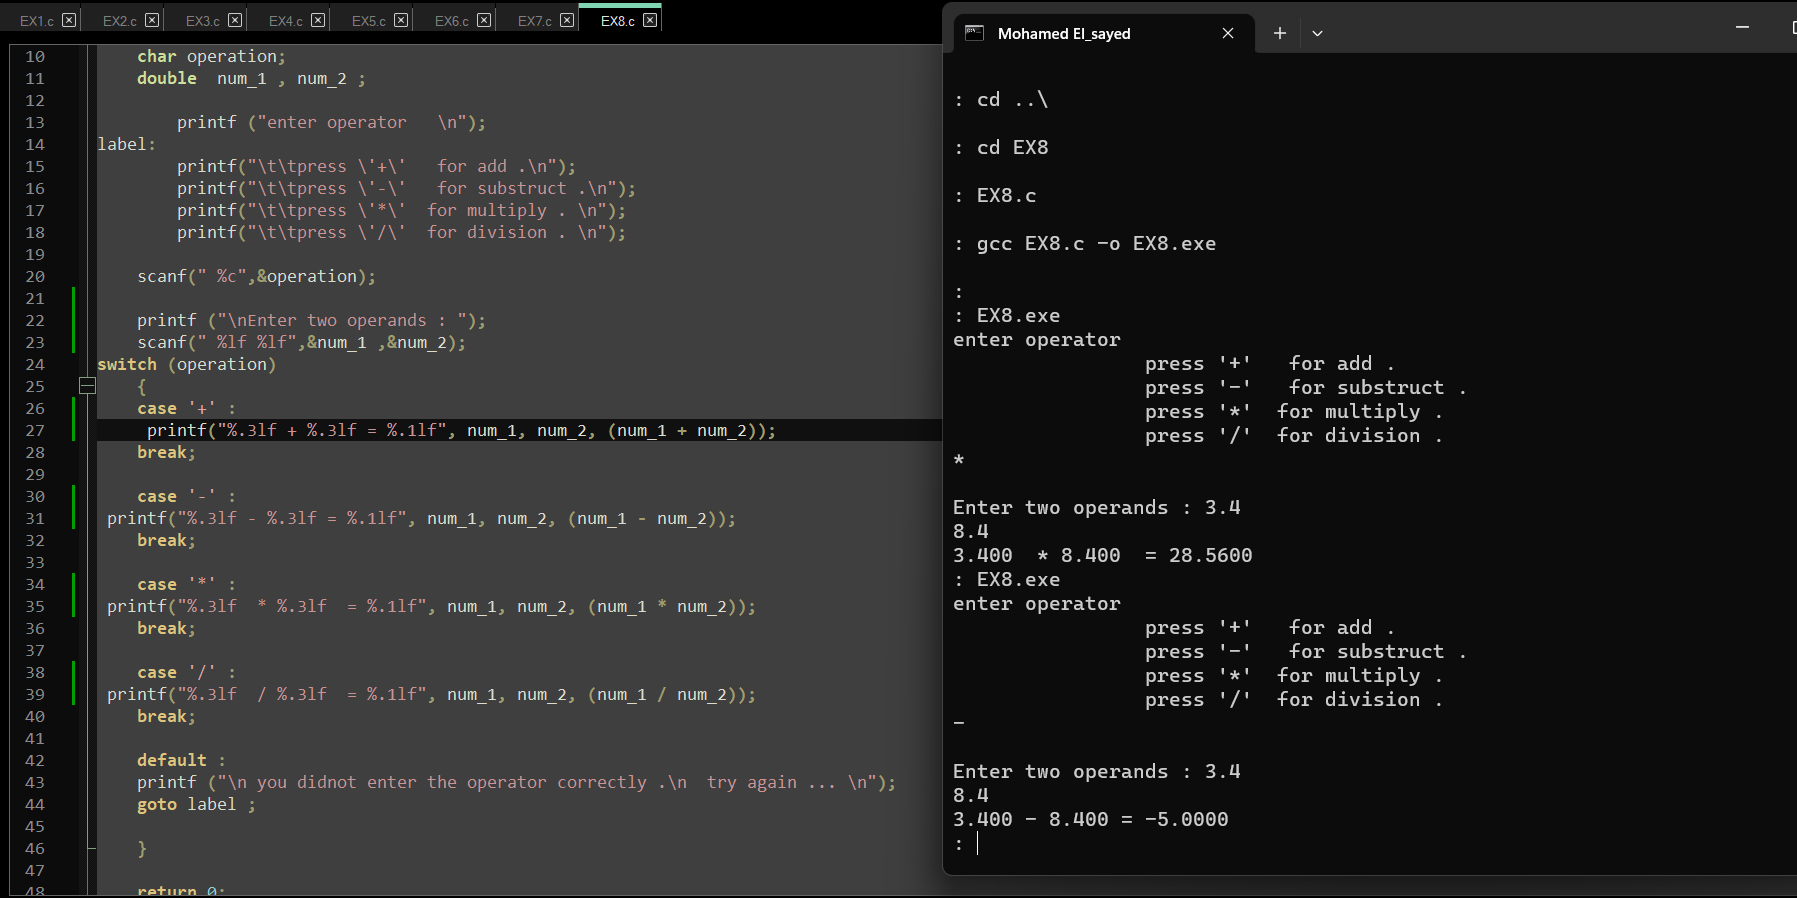 EX1.c EX2.c EX3.c EX4.c EX5.c EX6.c EX7.c EX8.c
10 char operation;
11 double  num_1 , num_2 ;
12
13 printf ("enter operator   \n");
14 label:
15 printf("\t\tpress \'+\'   for add .\n");
16 printf("\t\tpress \'-\'   for substruct .\n");
17 printf("\t\tpress \'*\'  for multiply . \n");
18 printf("\t\tpress \'/\'  for division . \n");
19
20 scanf(" %c",&operation);
21
22 printf ("\nEnter two operands : ");
23 scanf(" %lf %lf",&num_1 ,&num_2);
24 switch (operation)
25 {
26 case '+' :
27 printf("%.3lf + %.3lf = %.1lf", num_1, num_2, (num_1 + num_2));
28 break;
29
30 case '-' :
31 printf("%.3lf - %.3lf = %.1lf", num_1, num_2, (num_1 - num_2));
32 break;
33
34 case '*' :
35 printf("%.3lf  * %.3lf  = %.1lf", num_1, num_2, (num_1 * num_2));
36 break;
37
38 case '/' :
39 printf("%.3lf  / %.3lf  = %.1lf", num_1, num_2, (num_1 / num_2));
40 break;
41
42 default :
43 printf ("\n you didnot enter the operator correctly .\n  try again ... \n");
44 goto label ;
45
46 }
47
48 return 0;
Mohamed El_sayed
: cd ..\
: cd EX8
: EX8.c
: gcc EX8.c -o EX8.exe
:
: EX8.exe
enter operator
press '+'   for add .
press '-'   for substruct .
press '*'  for multiply .
press '/'  for division .
*
Enter two operands : 3.4
8.4
3.400  * 8.400  = 28.5600
: EX8.exe
enter operator
press '+'   for add .
press '-'   for substruct .
press '*'  for multiply .
press '/'  for division .
-
Enter two operands : 3.4
8.4
3.400 - 8.400 = -5.0000
: